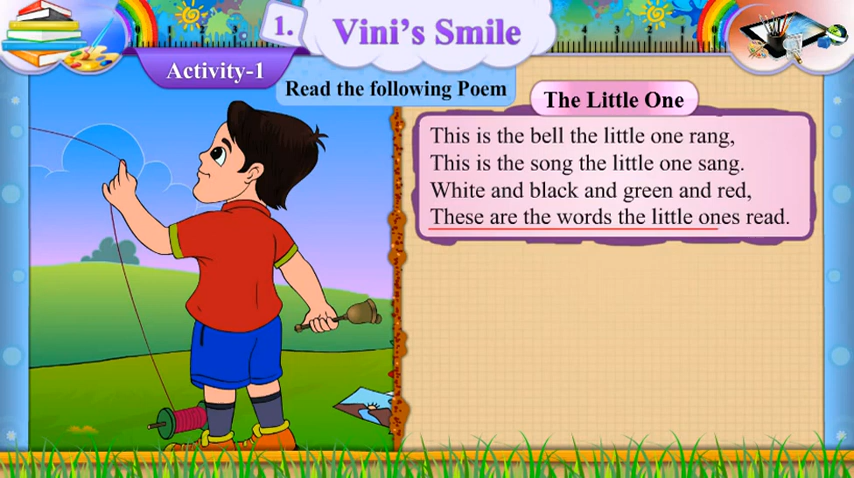 1.
Vini's Smile
Activity-1
Read the following Poem
The Little One
This is the bell the little one rang,
This is the song the little one sang.
White and black and green and red,
These are the words the little ones read.